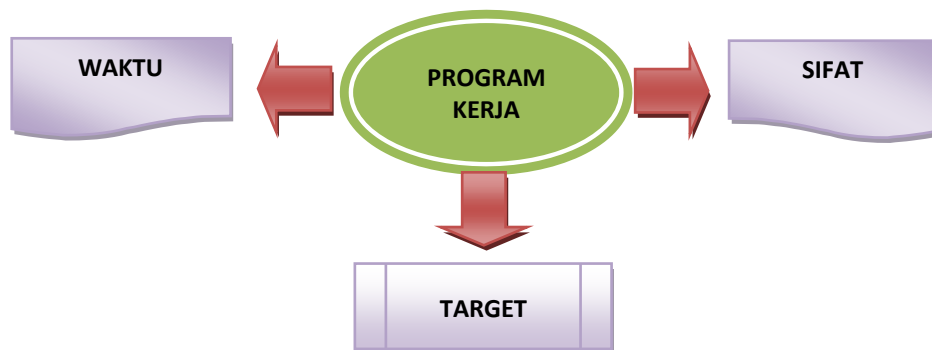 WAKTU
PROGRAM
KERJA
SIFAT
TARGET